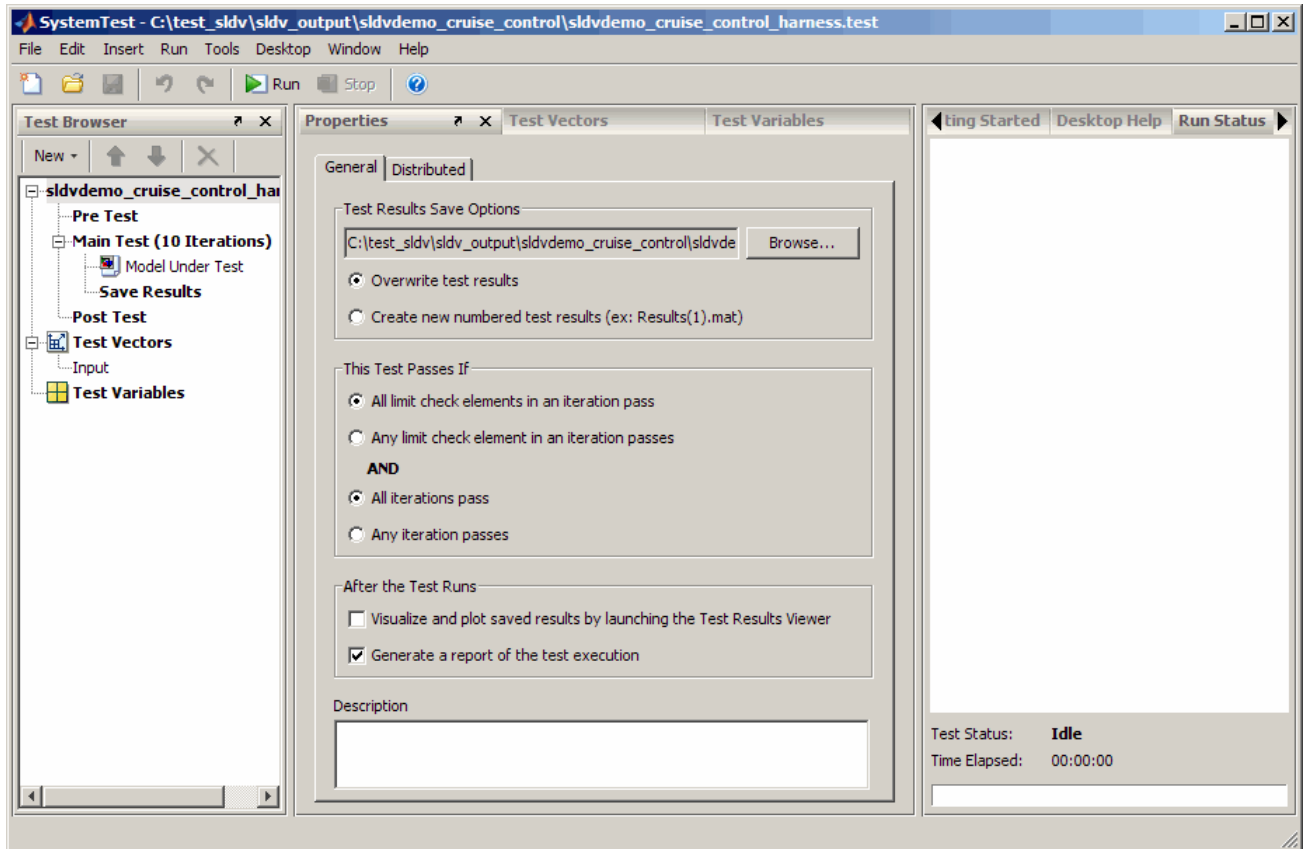 SystemTest - C:\test_sldv\sldv_output\sldvdemo_cruise_control\sldvdemo_cruise_control_harness.test
File Edit Insert Run Tools Desktop Window Help
Run Stop
Test Browser
New
sldvdemo_cruise_control_har
Pre Test
Main Test (10 Iterations)
Model Under Test
Save Results
Post Test
Test Vectors
Input
Test Variables
Properties Test Vectors Test Variables
General Distributed
Test Results Save Options
C:\test_sldv\sldv_output\sldvdemo_cruise_control\sldvde Browse...
Overwrite test results
Create new numbered test results (ex: Results(1).mat)
This Test Passes If
All limit check elements in an iteration pass
Any limit check element in an iteration passes
AND
All iterations pass
Any iteration passes
After the Test Runs
Visualize and plot saved results by launching the Test Results Viewer
Generate a report of the test execution
Description
ting Started Desktop Help Run Status
Test Status: Idle
Time Elapsed: 00:00:00